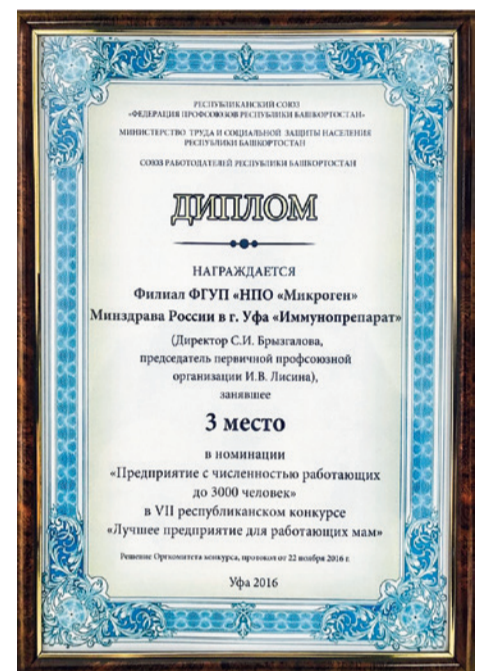 РЕСПУБЛИКАНСКИЙ СОЮЗ
«ФЕДЕРАЦИЯ ПРОФСОЮЗОВ РЕСПУБЛИКИ БАШКОРТОСТАН»
МИНИСТЕРСТВО ТРУДА И СОЦИАЛЬНОЙ ЗАЩИТЫ НАСЕЛЕНИЯ
РЕСПУБЛИКИ БАШКОРТОСТАН
СОЮЗ РАБОТОДАТЕЛЕЙ РЕСПУБЛИКИ БАШКОРТОСТАН
ДИПЛОМ
НАГРАЖДАЕТСЯ
Филиал ФГУП «НПО «Микроген»
Минздрава России в г. Уфа «Иммунопрепарат»
(Директор С.И. Брызгалова,
председатель первичной профсоюзной
организации И.В. Лисина),
занявшее
3 место
в номинации
«Предприятие с численностью работающих
до 3000 человек»
в VII республиканском конкурсе
«Лучшее предприятие для работающих мам»
Решение Оргкомитета конкурса, протокол от 22 ноября 2016 г.
Уфа 2016